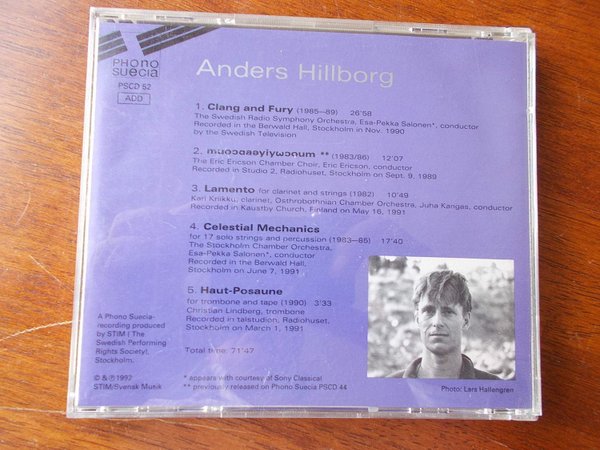 PHONO
SUECIA
PSCD 52
ADD
Anders Hillborg
1. Clang and Fury (1985-89) 26'58
The Swedish Radio Symphony Orchestra, Esa-Pekka Salonen*, conductor
Recorded in the Berwald Hall, Stockholm in Nov. 1990
by the Swedish Television
2. muoɔɑaəyiywɔnum ** (1983/86) 12'07
The Eric Ericson Chamber Choir, Eric Ericson, conductor
Recorded in Studio 2, Radiohuset, Stockholm on Sept. 9, 1989
3. Lamento for clarinet and strings (1982) 10'49
Kari Kriikku, clarinet, Osthrobothnian Chamber Orchestra, Juha Kangas, conductor
Recorded in Kaustby Church, Finland on May 16, 1991
4. Celestial Mechanics
for 17 solo strings and percussion (1983-85) 17'40
The Stockholm Chamber Orchestra,
Esa-Pekka Salonen*, conductor
Recorded in the Berwald Hall,
Stockholm on June 7, 1991
5. Haut-Posaune
for trombone and tape (1990) 3'33
Christian Lindberg, trombone
Recorded in talstudion, Radiohuset,
Stockholm on March 1, 1991
Total time: 71'47
A Phono Suecia-
recording produced
by STIM (The
Swedish Performing
Rights Society),
Stockholm.
© & ℗ 1992
STIM/Svensk Musik
* appears with courtesy of Sony Classical
** previously released on Phono Suecia PSCD 44
Photo: Lars Hallengren